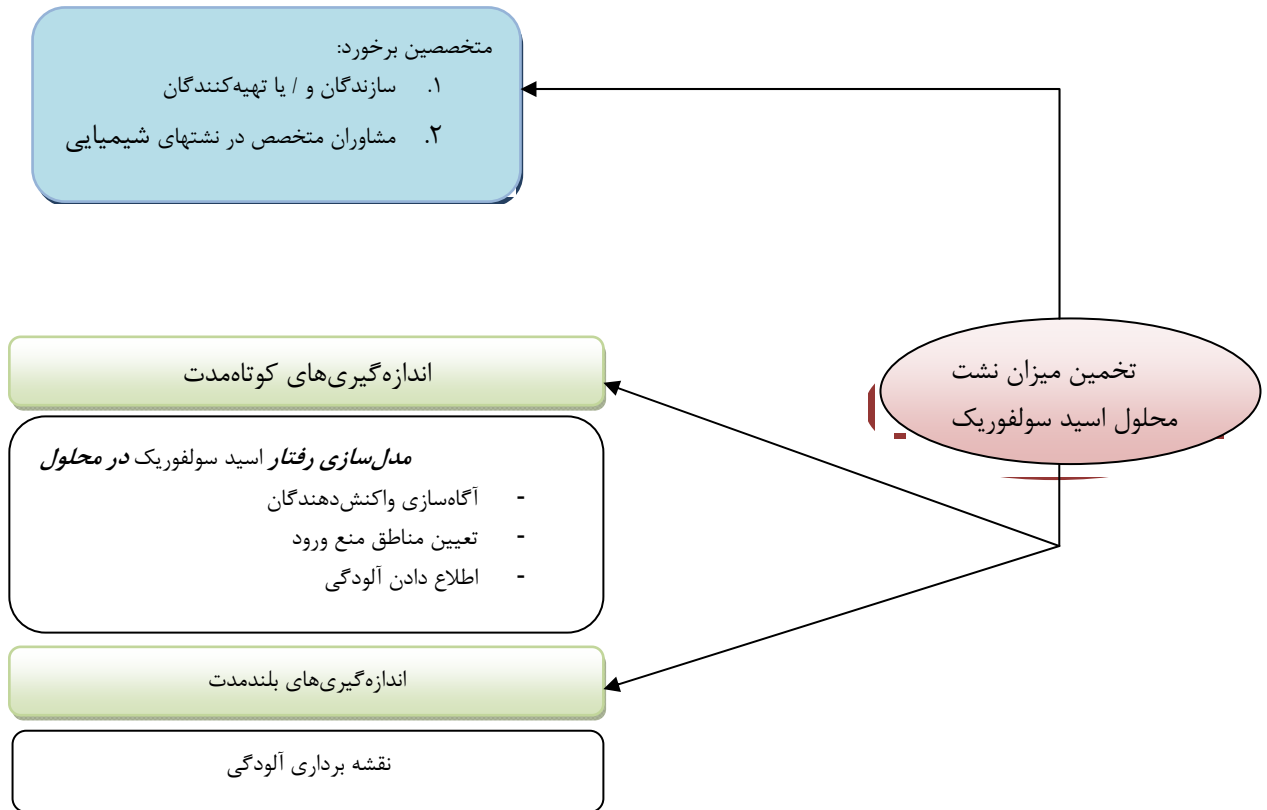 متخصصین برخورد:
۱. سازندگان و / یا تهیه‌کنندگان
۲. مشاوران متخصص در نشتهای شیمیایی
تخمین میزان نشت
محلول اسید سولفوریک
اندازه‌گیری‌های کوتاه‌مدت
مدل‌سازی رفتار اسید سولفوریک در محلول
- آگاه‌سازی واکنش‌دهندگان
- تعیین مناطق منع ورود
- اطلاع دادن آلودگی
اندازه‌گیری‌های بلندمدت
نقشه برداری آلودگی